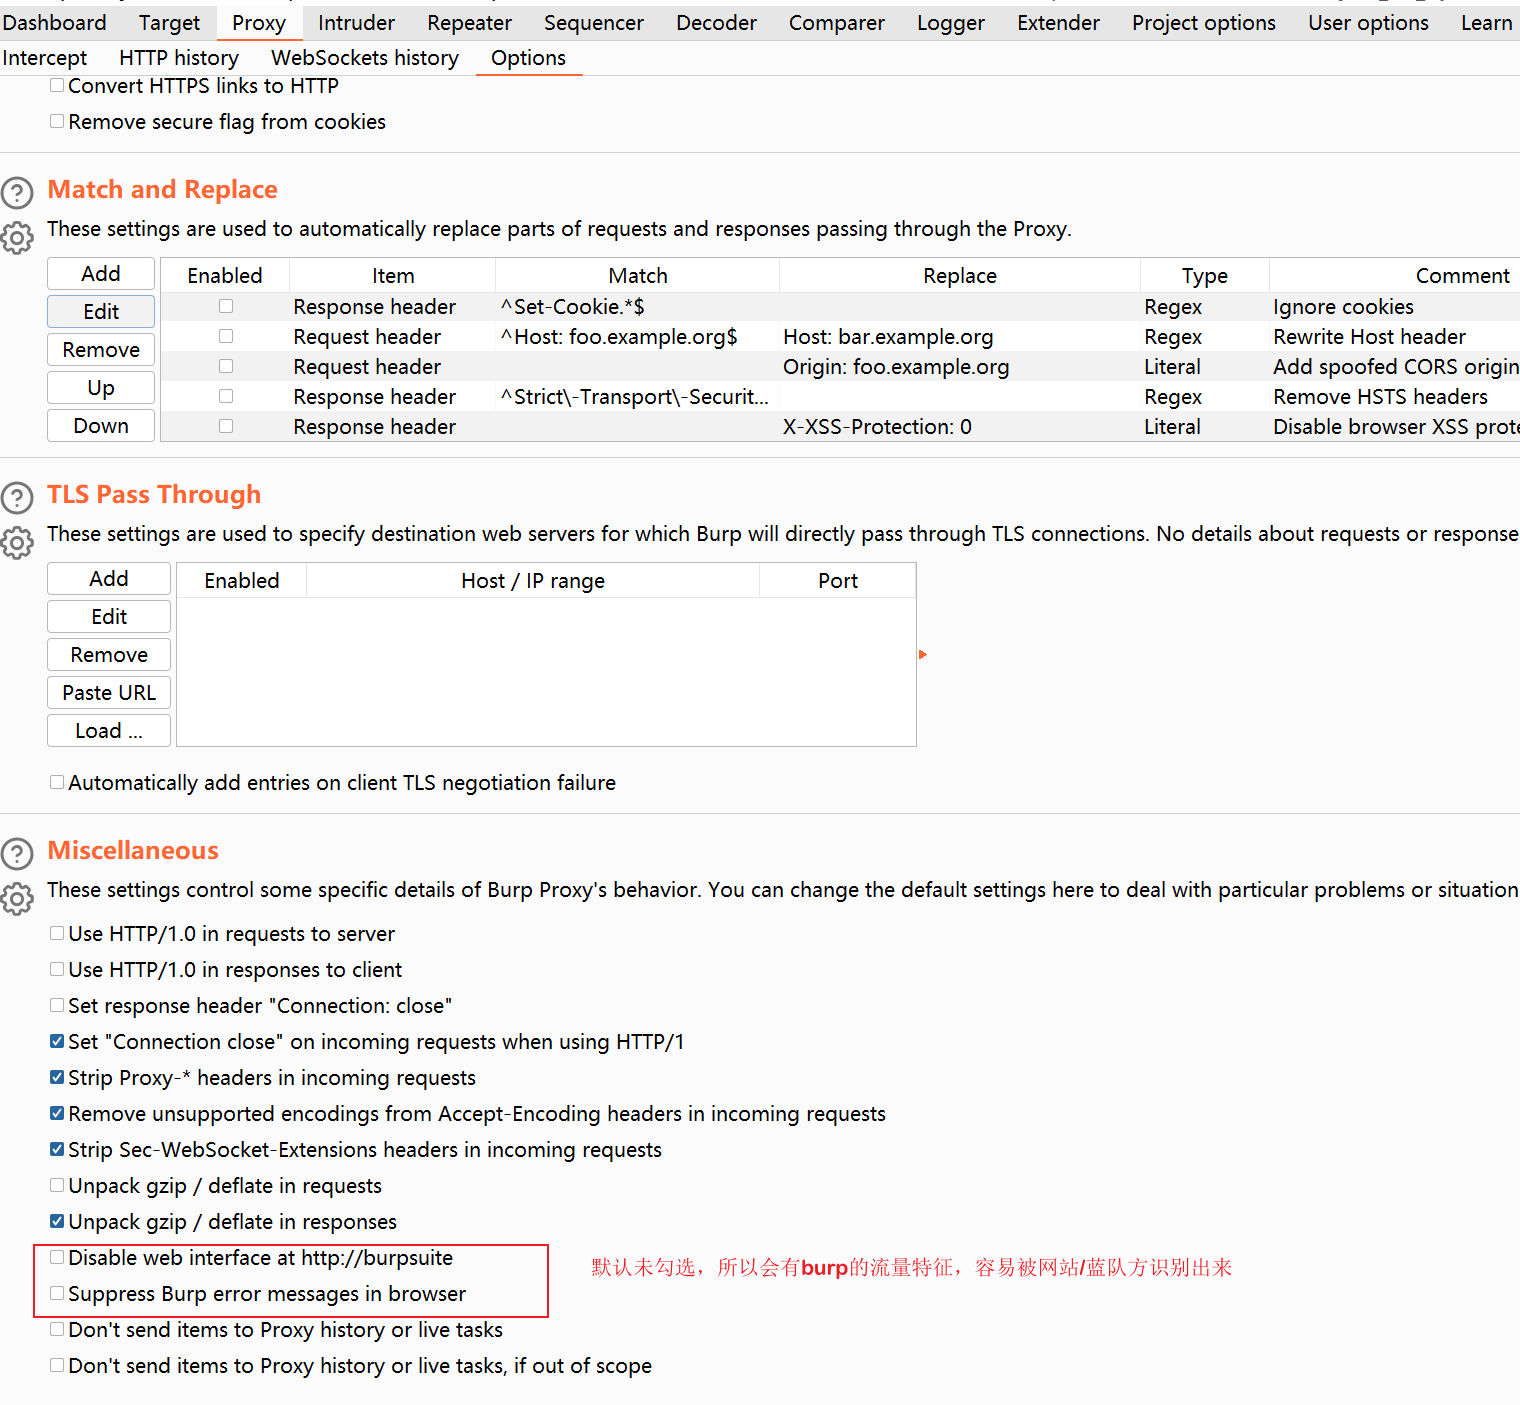 Dashboard Target Proxy Intruder Repeater Sequencer Decoder Comparer Logger Extender Project options User options Learn
Intercept HTTP history WebSockets history Options
Convert HTTPS links to HTTP
Remove secure flag from cookies
Match and Replace
These settings are used to automatically replace parts of requests and responses passing through the Proxy.
Add Enabled Item Match Replace Type Comment
Response header ^Set-Cookie.*$ Regex Ignore cookies
Edit
Request header ^Host: foo.example.org$ Host: bar.example.org Regex Rewrite Host header
Remove
Request header Origin: foo.example.org Literal Add spoofed CORS origin
Up
Response header ^Strict\-Transport\-Securit... Regex Remove HSTS headers
Down
Response header X-XSS-Protection: 0 Literal Disable browser XSS prote
TLS Pass Through
These settings are used to specify destination web servers for which Burp will directly pass through TLS connections. No details about requests or response
Add Enabled Host / IP range Port
Edit
Remove
Paste URL
Load ...
Automatically add entries on client TLS negotiation failure
Miscellaneous
These settings control some specific details of Burp Proxy's behavior. You can change the default settings here to deal with particular problems or situation
Use HTTP/1.0 in requests to server
Use HTTP/1.0 in responses to client
Set response header "Connection: close"
Set "Connection close" on incoming requests when using HTTP/1
Strip Proxy-* headers in incoming requests
Remove unsupported encodings from Accept-Encoding headers in incoming requests
Strip Sec-WebSocket-Extensions headers in incoming requests
Unpack gzip / deflate in requests
Unpack gzip / deflate in responses
Disable web interface at http://burpsuite
默认未勾选，所以会有burp的流量特征，容易被网站/蓝队方识别出来
Suppress Burp error messages in browser
Don't send items to Proxy history or live tasks
Don't send items to Proxy history or live tasks, if out of scope